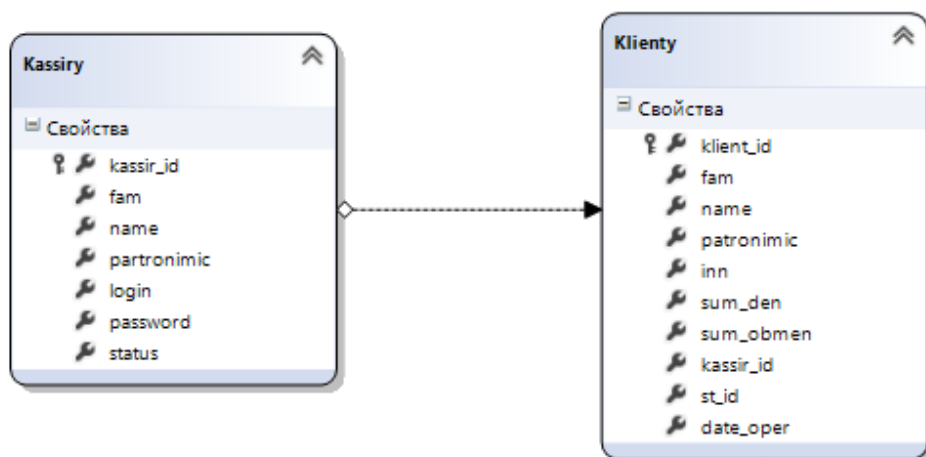 Kassiry
Свойства
kassir_id
fam
name
partronimic
login
password
status
Klienty
Свойства
klient_id
fam
name
patronimic
inn
sum_den
sum_obmen
kassir_id
st_id
date_oper